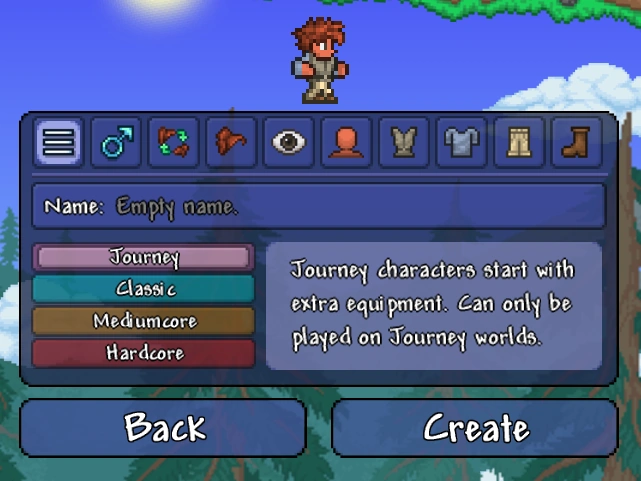 Name: Empty name.
Journey
Classic
Mediumcore
Hardcore
Journey characters start with
extra equipment. Can only be
played on Journey worlds.
Back
Create